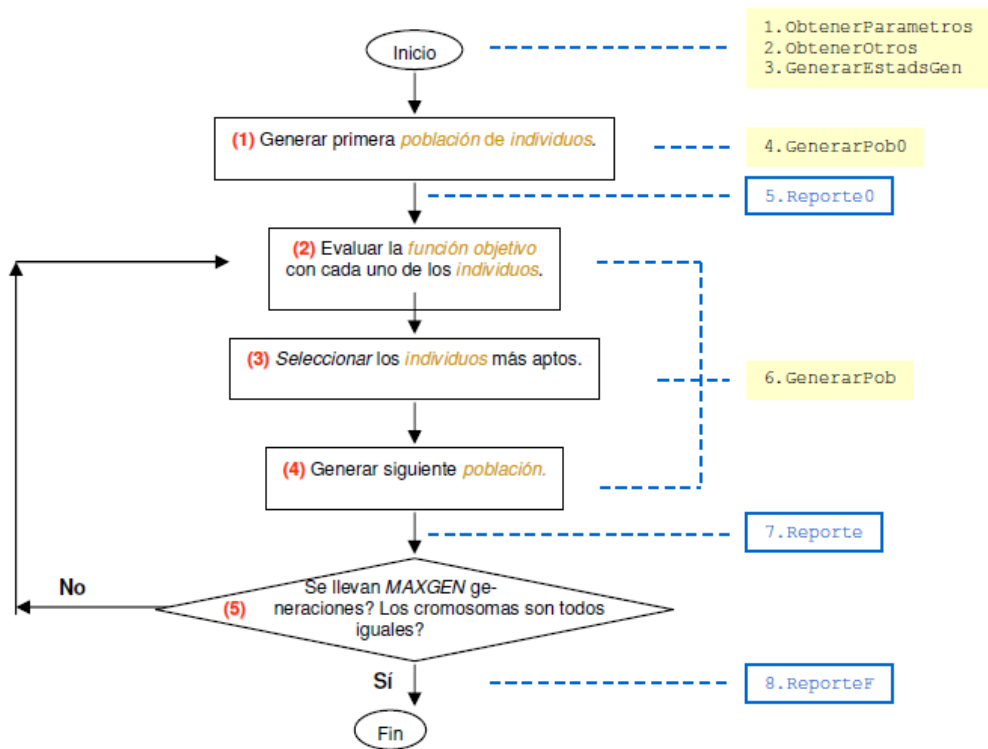 Inicio
1.ObtenerParametros
2.ObtenerOtros
3.GenerarEstadsGen
(1) Generar primera población de individuos.
4.GenerarPob0
5.Reporte0
(2) Evaluar la función objetivo
con cada uno de los individuos.
(3) Seleccionar los individuos más aptos.
6.GenerarPob
(4) Generar siguiente población.
7.Reporte
No
Se llevan MAXGEN ge-
(5) neraciones? Los cromosomas son todos
iguales?
Sí
8.ReporteF
Fin